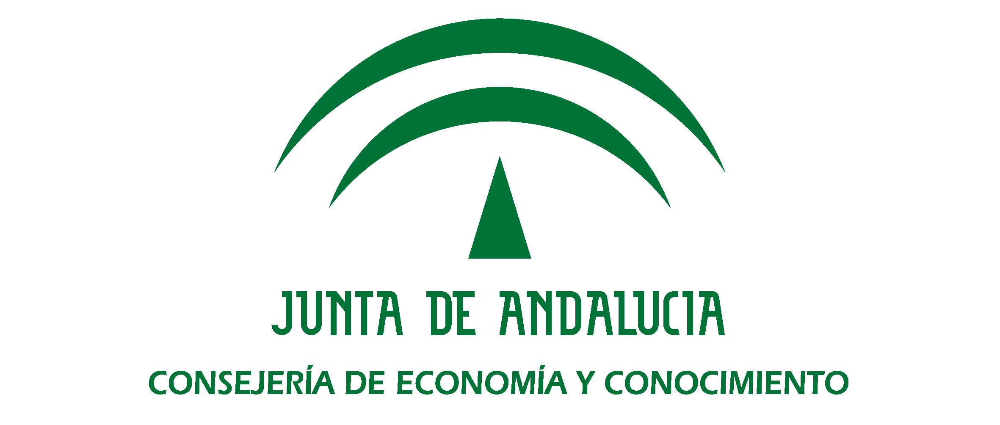 JUNTA DE ANDALUCIA
CONSEJERÍA DE ECONOMÍA Y CONOCIMIENTO